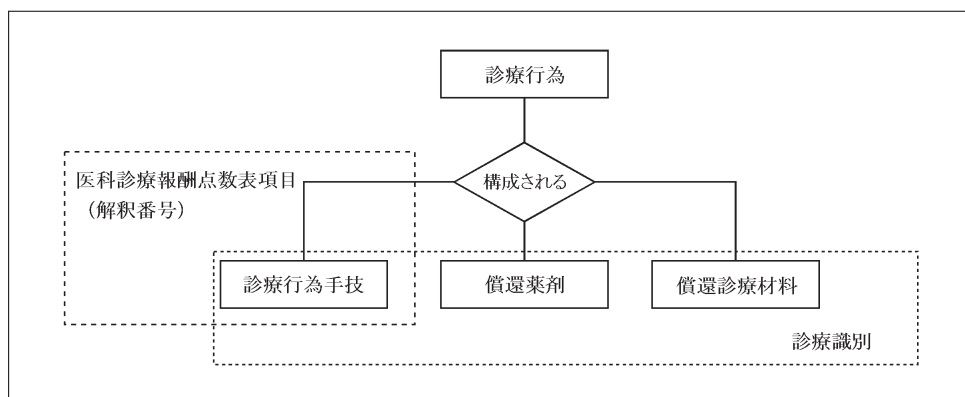 診療行為
構成される
医科診療報酬点数表項目
（解釈番号）
診療行為手技
償還薬剤
償還診療材料
診療識別